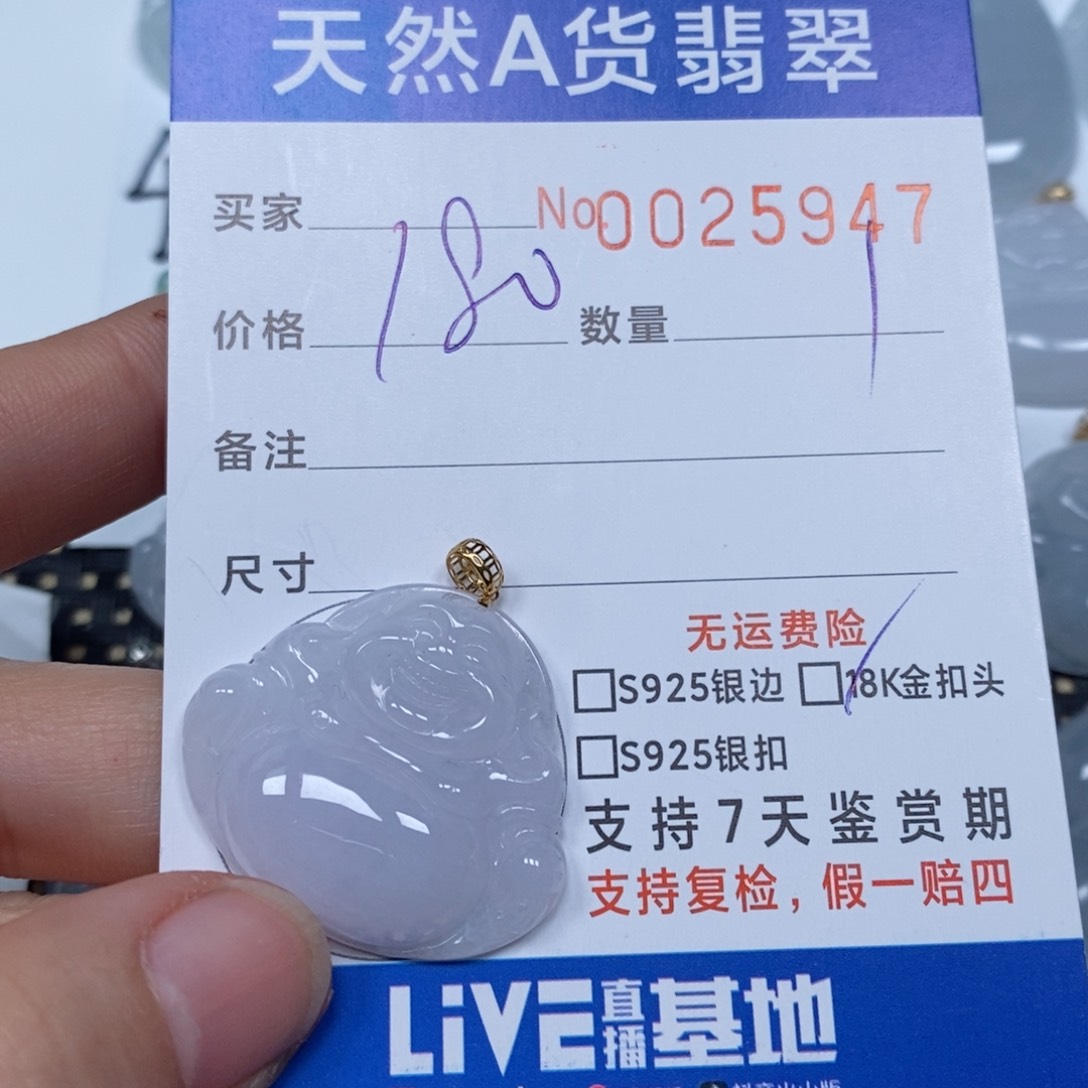 天然A货翡翠
买家 No.0025947
价格 180 数量 1
备注
尺寸
无运费险
S925银边 18K金扣头
S925银扣
支持7天鉴赏期
支持复检，假一赔四
LiVE直播基地